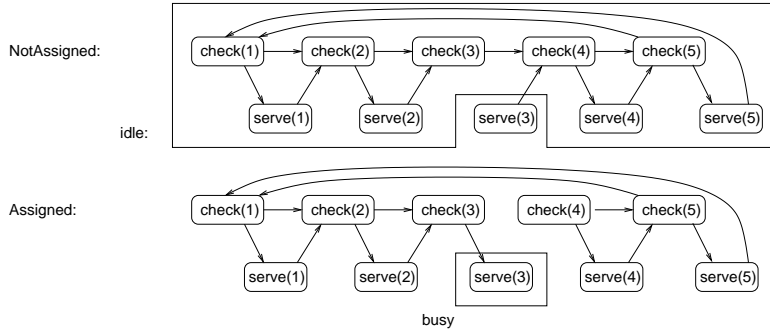 NotAssigned: check(1) check(2) check(3) check(4) check(5)
idle: serve(1) serve(2) serve(3) serve(4) serve(5)
Assigned: check(1) check(2) check(3) check(4) check(5)
serve(1) serve(2) serve(3) serve(4) serve(5)
busy